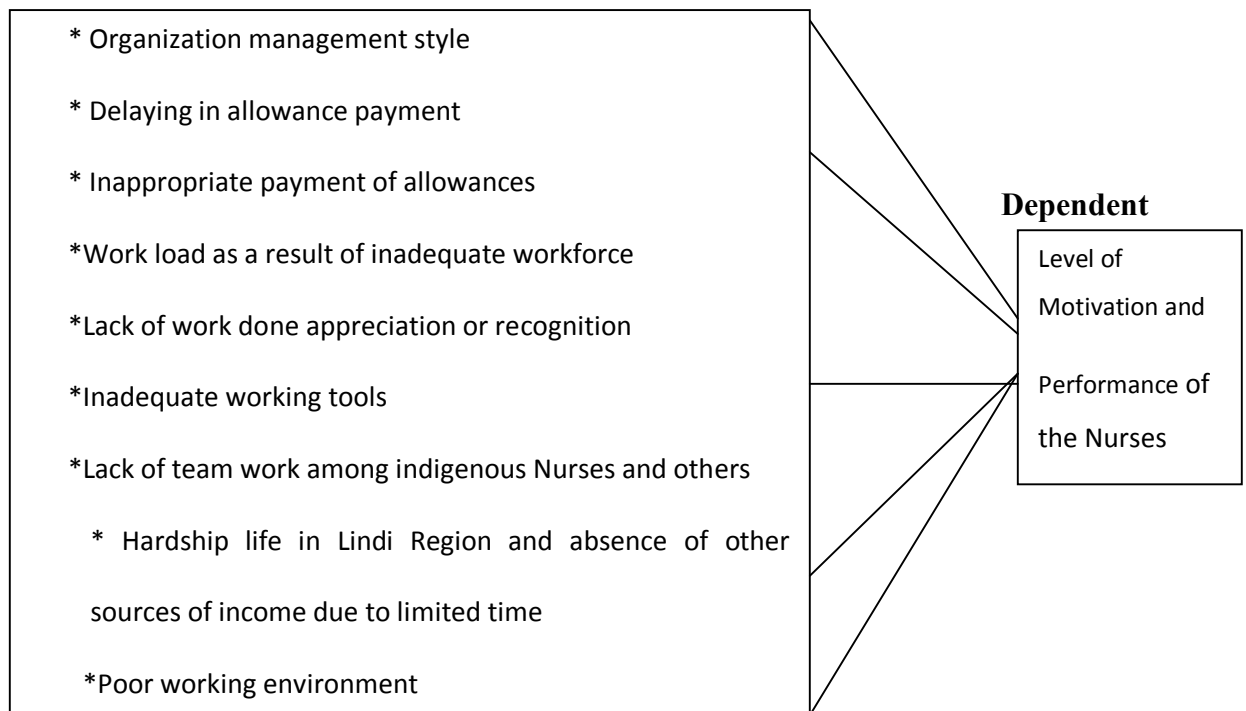 * Organization management style
* Delaying in allowance payment
* Inappropriate payment of allowances
*Work load as a result of inadequate workforce
*Lack of work done appreciation or recognition
*Inadequate working tools
*Lack of team work among indigenous Nurses and others
* Hardship life in Lindi Region and absence of other
sources of income due to limited time
*Poor working environment
Dependent
Level of
Motivation and
Performance of
the Nurses